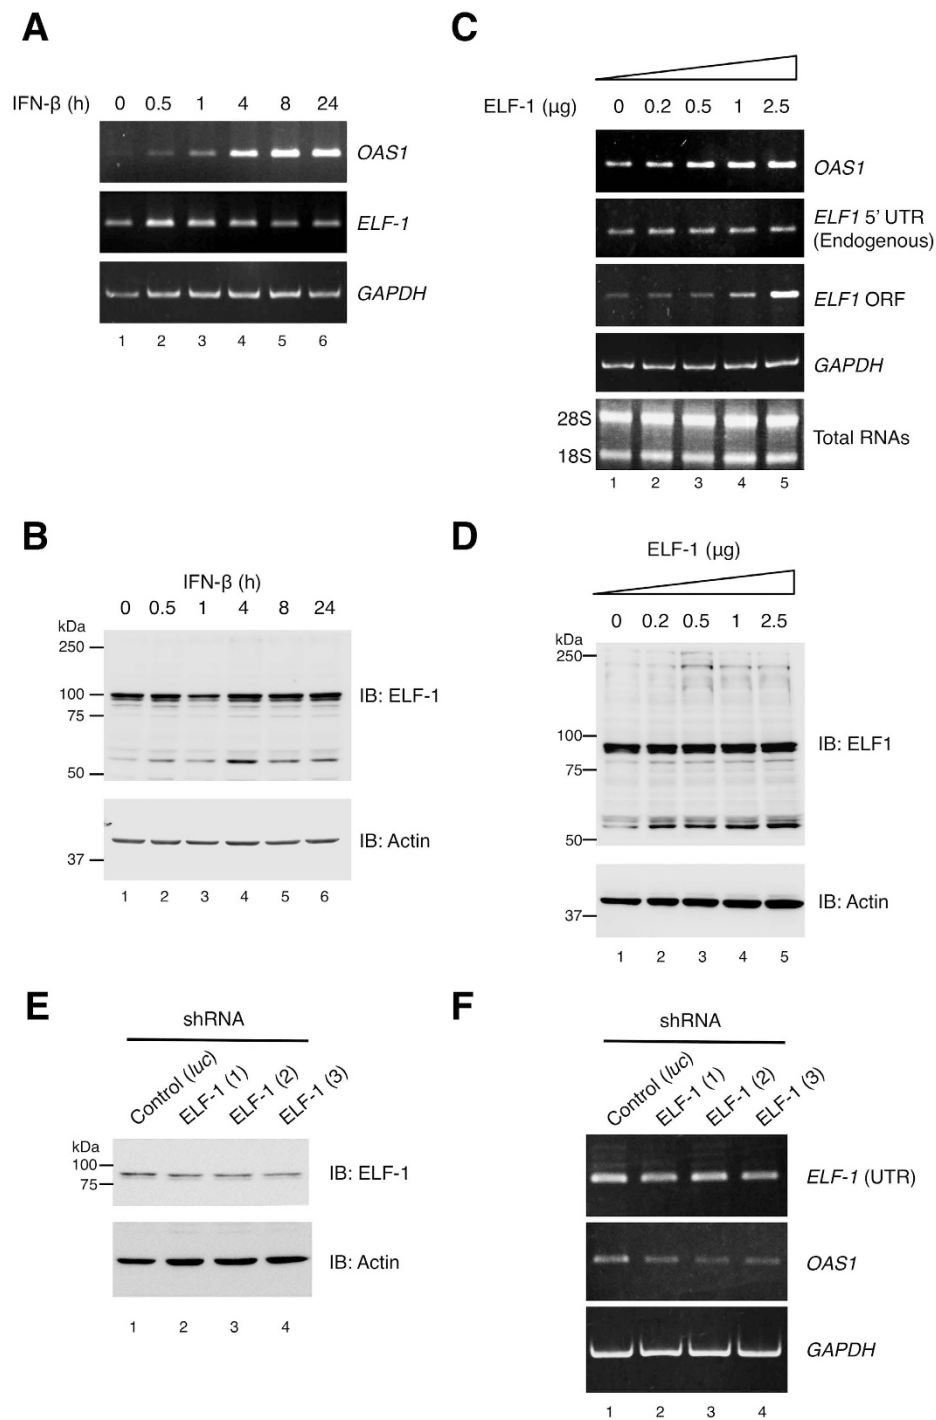 A
IFN-β (h) 0 0.5 1 4 8 24
OAS1
ELF-1
GAPDH
1 2 3 4 5 6
B
IFN-β (h)
0 0.5 1 4 8 24
kDa
250
100
IB: ELF-1
75
50
IB: Actin
37
1 2 3 4 5 6
C
ELF-1 (μg) 0 0.2 0.5 1 2.5
OAS1
ELF1 5' UTR
(Endogenous)
ELF1 ORF
GAPDH
28S
Total RNAs
18S
1 2 3 4 5
D
ELF-1 (μg)
0 0.2 0.5 1 2.5
kDa
250
100
IB: ELF1
75
50
IB: Actin
37
1 2 3 4 5
E
shRNA
Control (luc)
ELF-1 (1)
ELF-1 (2)
ELF-1 (3)
kDa
100
IB: ELF-1
75
IB: Actin
1 2 3 4
F
shRNA
Control (luc)
ELF-1 (1)
ELF-1 (2)
ELF-1 (3)
ELF-1 (UTR)
OAS1
GAPDH
1 2 3 4